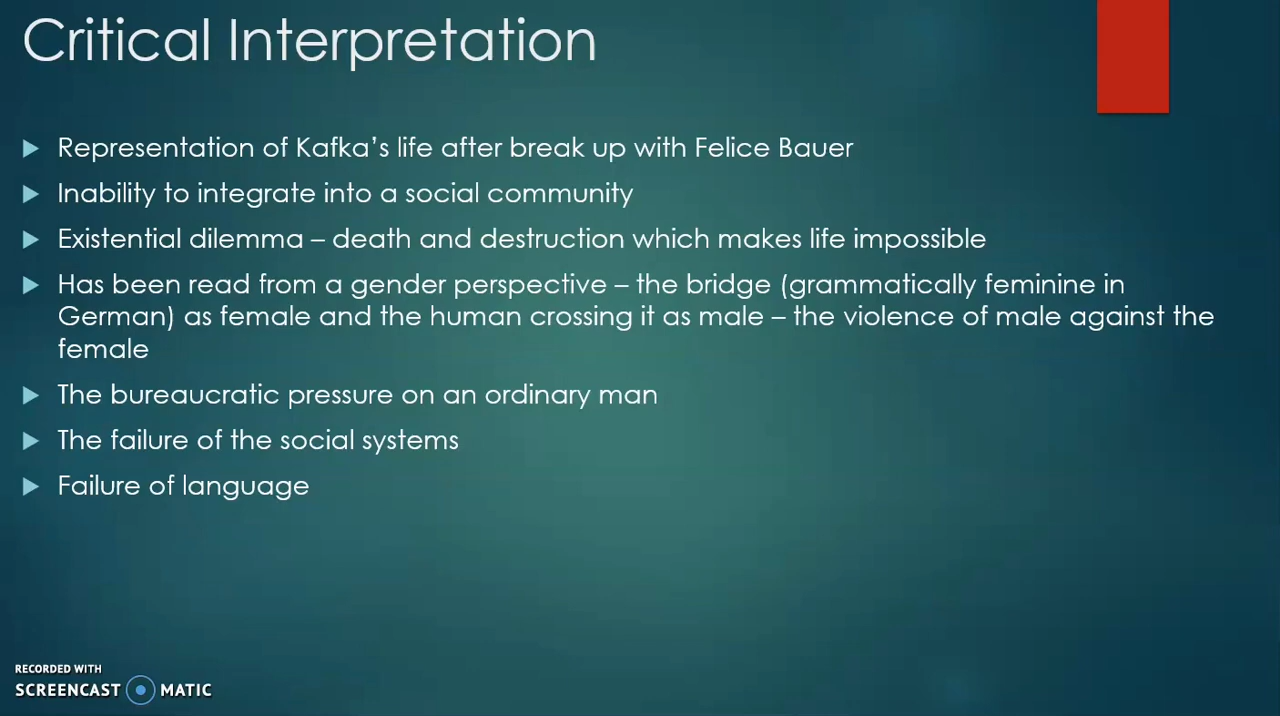 Critical Interpretation
Representation of Kafka's life after break up with Felice Bauer
Inability to integrate into a social community
Existential dilemma – death and destruction which makes life impossible
Has been read from a gender perspective – the bridge (grammatically feminine in
German) as female and the human crossing it as male – the violence of male against the
female
The bureaucratic pressure on an ordinary man
The failure of the social systems
Failure of language
RECORDED WITH
SCREENCAST MATIC